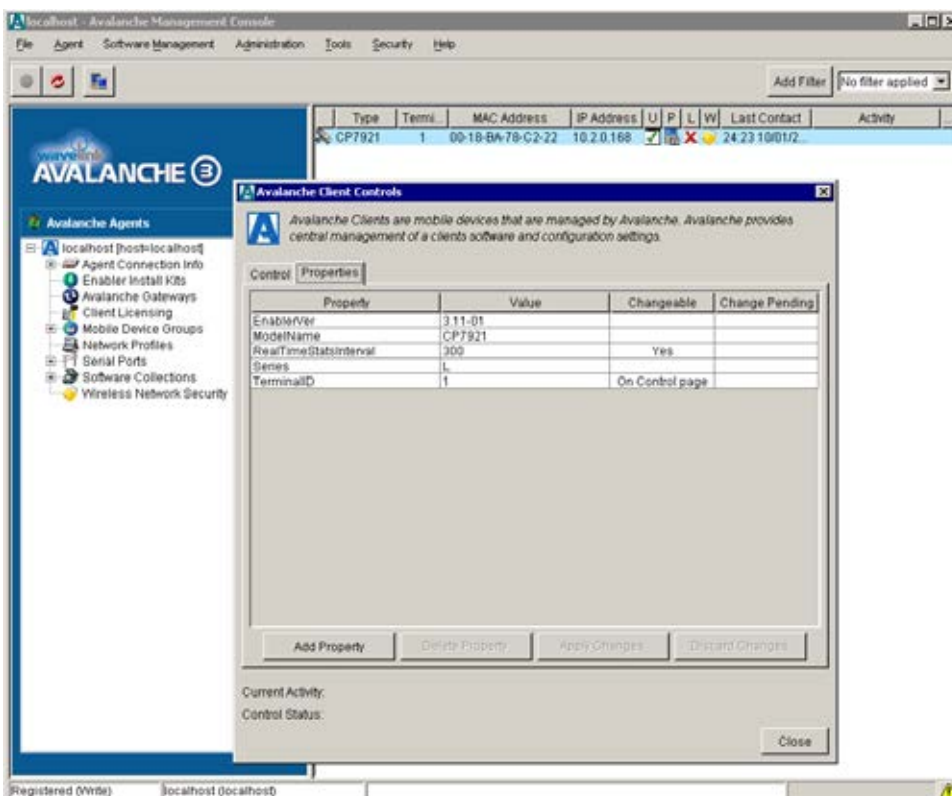 localhost - Avalanche Management Console
File Agent Software Management Administration Tools Security Help
Add Filter No filter applied
Type Termi... MAC Address IP Address U P L W Last Contact Activity ...
CP7921 1 00-18-BA-78-C2-22 10.2.0.168 24:23 10/01/2...
wavelink
AVALANCHE 3
Avalanche Agents
localhost [host=localhost]
Agent Connection Info
Enabler Install Kits
Avalanche Gateways
Client Licensing
Mobile Device Groups
Network Profiles
Serial Ports
Software Collections
Wireless Network Security
Avalanche Client Controls
Avalanche Clients are mobile devices that are managed by Avalanche. Avalanche provides
central management of a clients software and configuration settings.
Control Properties
Property Value Changeable Change Pending
EnablerVer 3.11-01
ModelName CP7921
RealTimeStatsInterval 300 Yes
Series L
TerminalID 1 On Control page
Add Property Delete Property Apply Changes Discard Changes
Current Activity:
Control Status:
Close
Registered (Write) localhost (localhost)